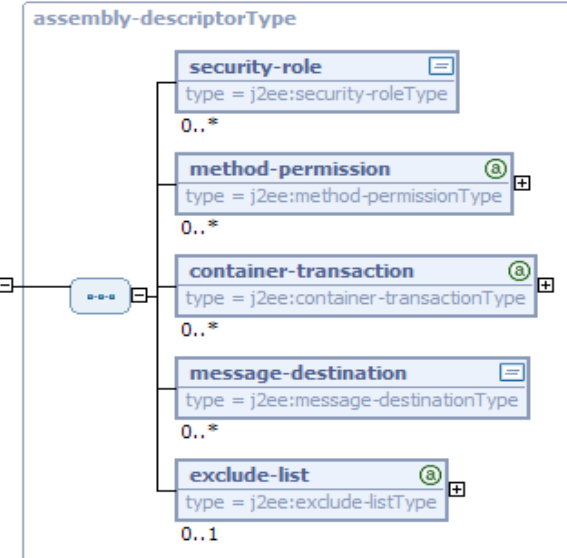 assembly-descriptorType
security-role
type = j2ee:security-roleType
0..*
method-permission
a
type = j2ee:method-permissionType
0..*
container-transaction
a
type = j2ee:container-transactionType
0..*
message-destination
type = j2ee:message-destinationType
0..*
exclude-list
a
type = j2ee:exclude-listType
0..1